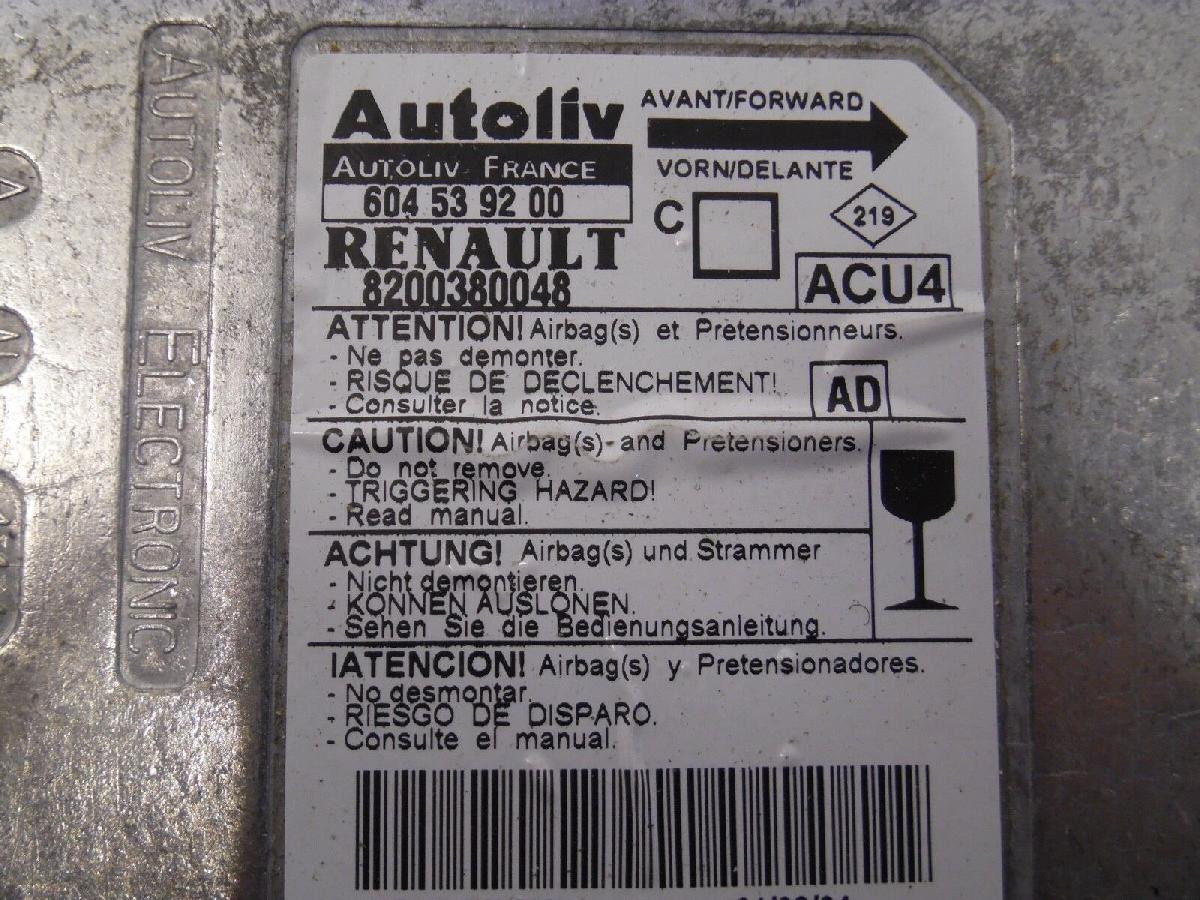 AUTOLIV ELECTRONIC
Autoliv
AUTOLIV FRANCE
604 53 92 00
RENAULT
8200380048
AVANT/FORWARD
VORN/DELANTE
C
219
ACU4
ATTENTION! Airbag(s) et Pretensionneurs.
- Ne pas demonter.
- RISQUE DE DECLENCHEMENT!
- Consulter la notice.
AD
CAUTION! Airbag(s) and Pretensioners.
- Do not remove.
- TRIGGERING HAZARD!
- Read manual.
ACHTUNG! Airbag(s) und Strammer
- Nicht demontieren.
- KONNEN AUSLONEN.
- Sehen Sie die Bedienungsanleitung.
IATENCION! Airbag(s) y Pretensionadores.
- No desmontar.
- RIESGO DE DISPARO.
- Consulte el manual.